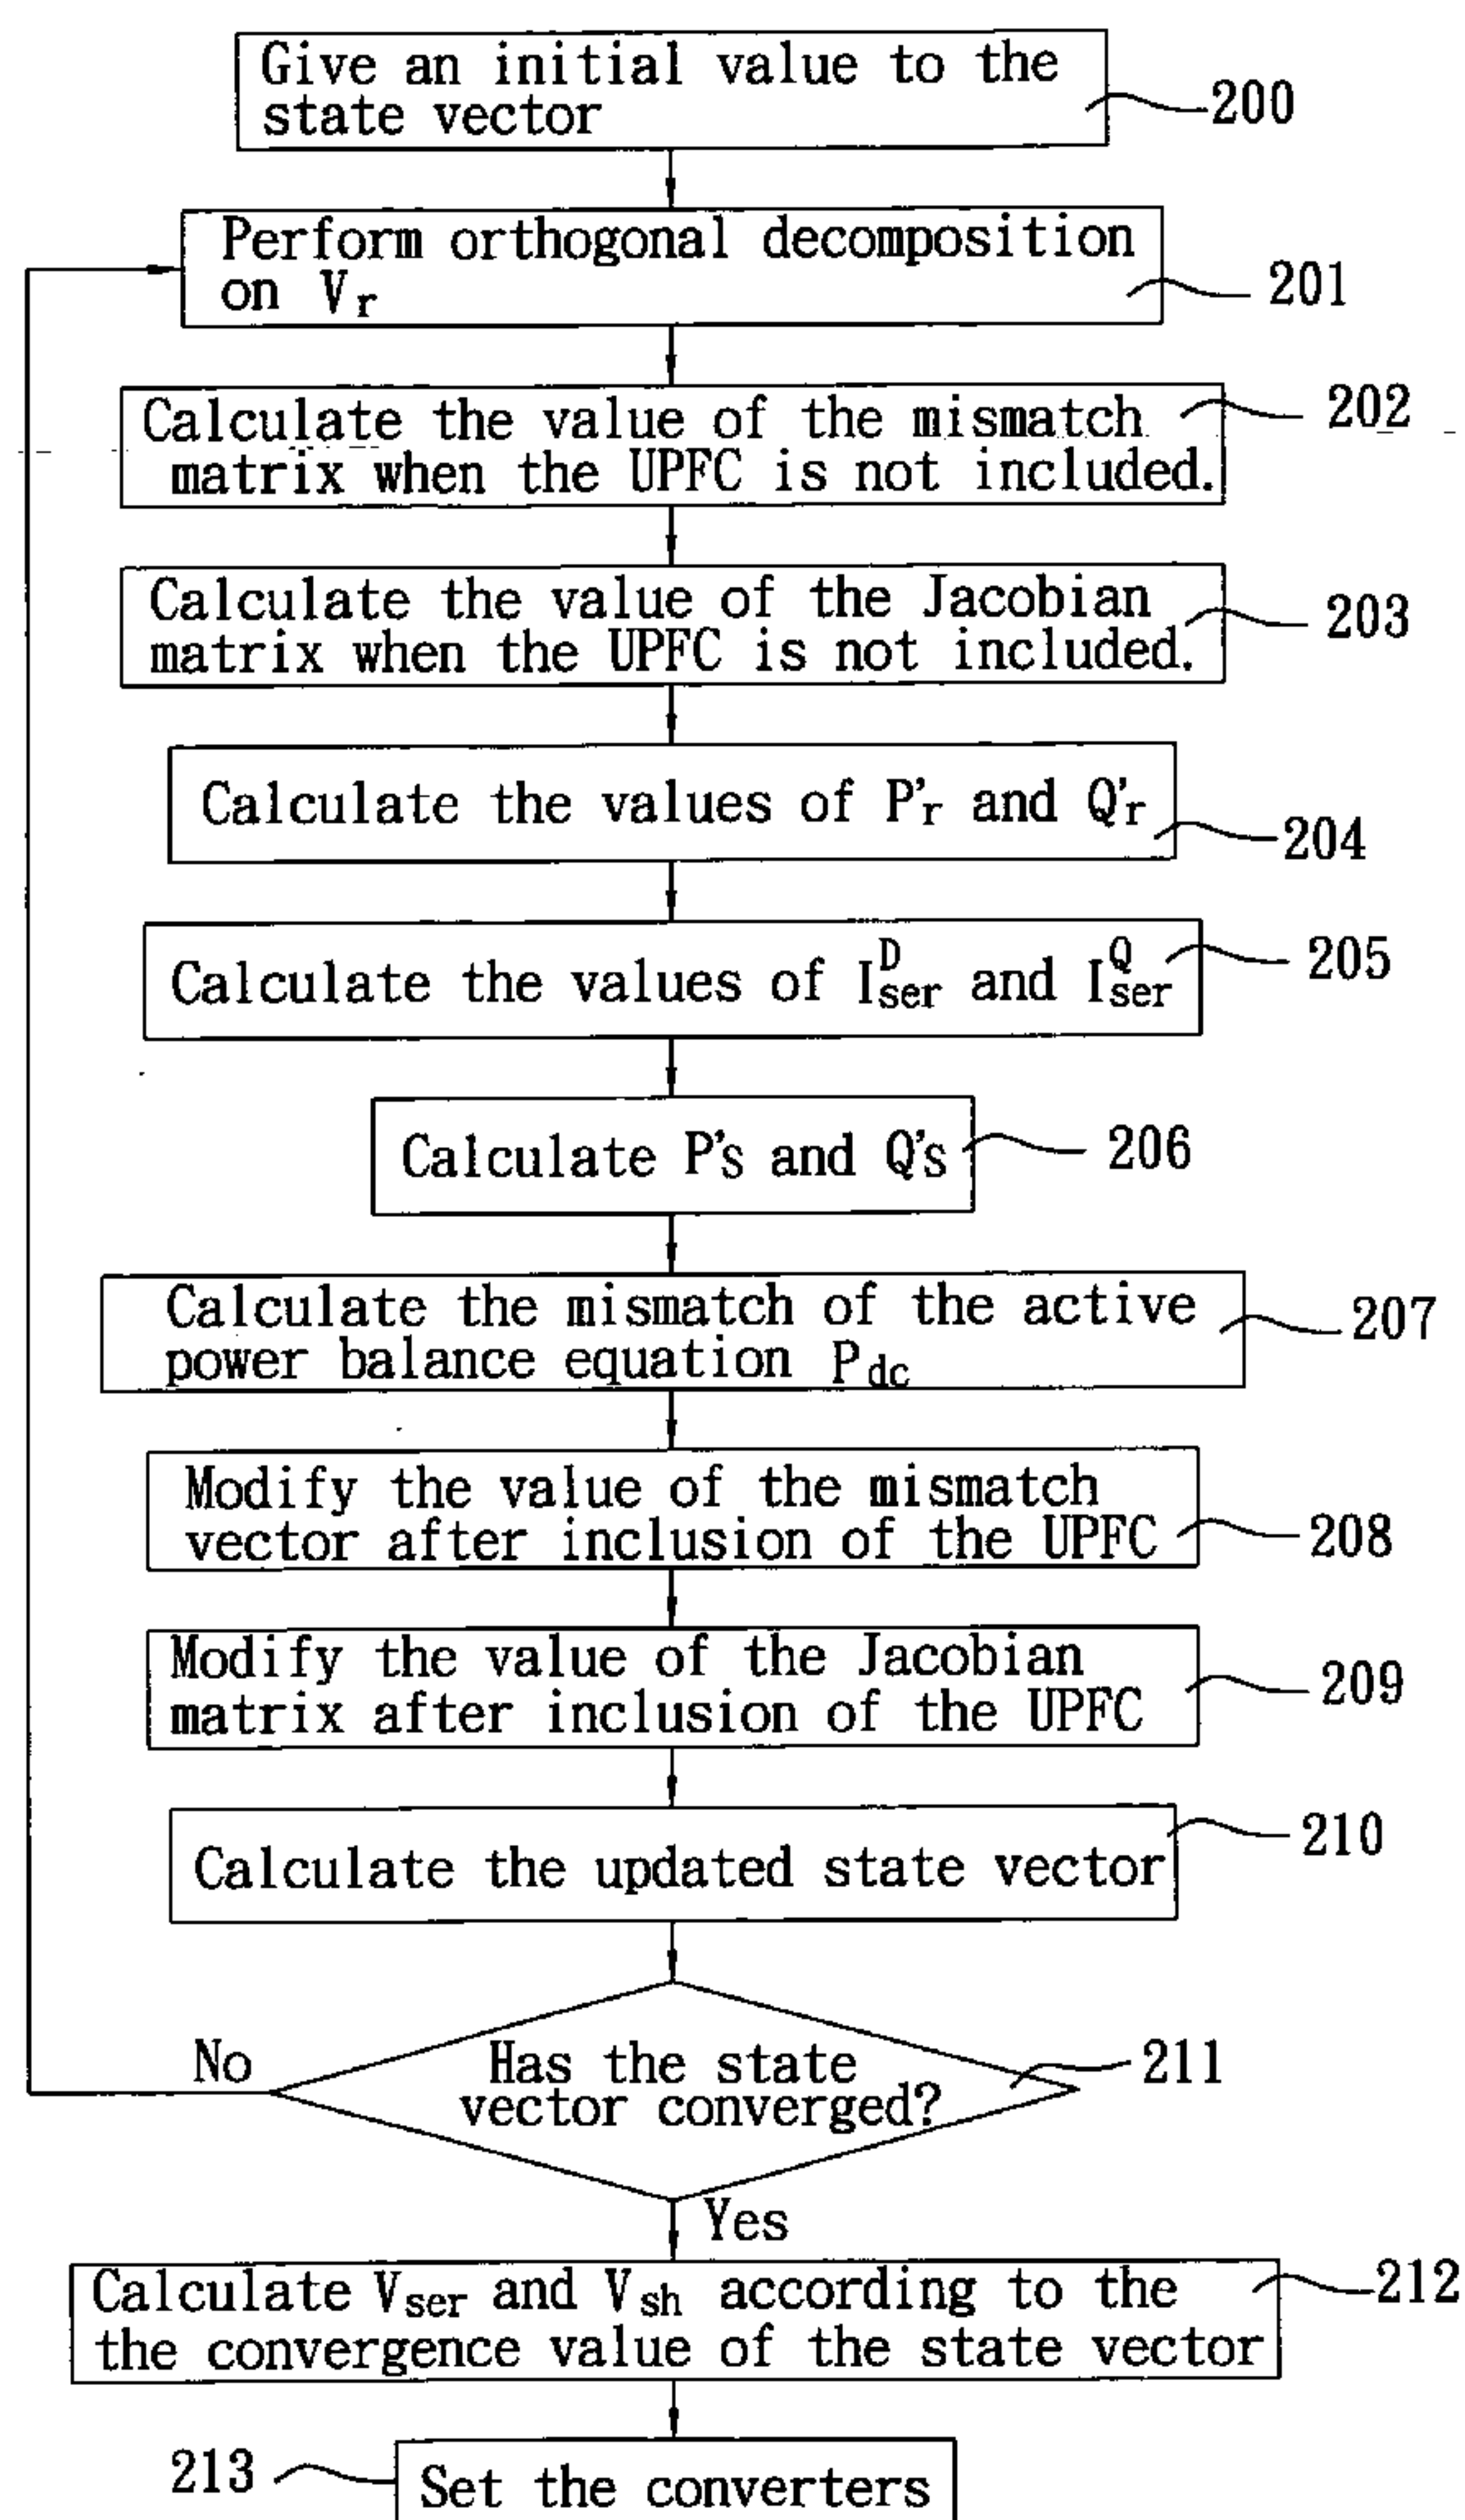 Give an initial value to the
state vector
200
Perform orthogonal decomposition
on Vr
201
Calculate the value of the mismatch
matrix when the UPFC is not included.
202
Calculate the value of the Jacobian
matrix when the UPFC is not included.
203
Calculate the values of P'r and Q'r
204
Calculate the values of I^D_ser and I^Q_ser
205
Calculate P's and Q's
206
Calculate the mismatch of the active
power balance equation Pdc
207
Modify the value of the mismatch
vector after inclusion of the UPFC
208
Modify the value of the Jacobian
matrix after inclusion of the UPFC
209
Calculate the updated state vector
210
Has the state
vector converged?
211
No
Yes
Calculate Vser and Vsh according to the
the convergence value of the state vector
212
213
Set the converters